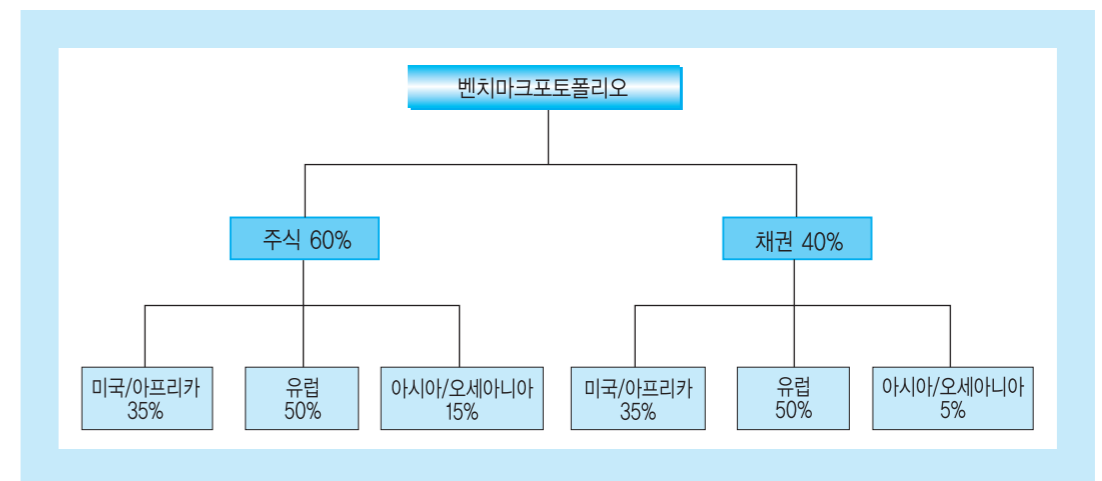 벤치마크포토폴리오
주식 60%
채권 40%
미국/아프리카
35%
유럽
50%
아시아/오세아니아
15%
미국/아프리카
35%
유럽
50%
아시아/오세아니아
5%